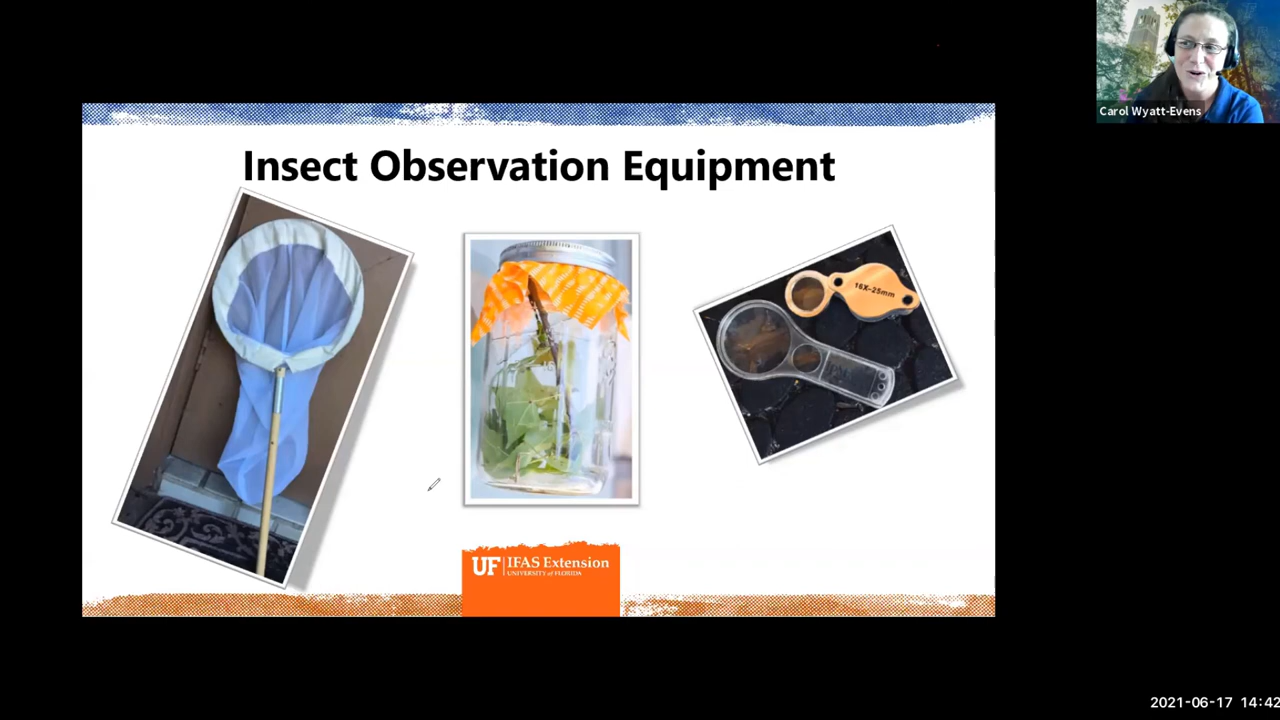 Carol Wyatt-Evens
Insect Observation Equipment
16X-25mm
UF IFAS Extension
UNIVERSITY of FLORIDA
2021-06-17 14:42